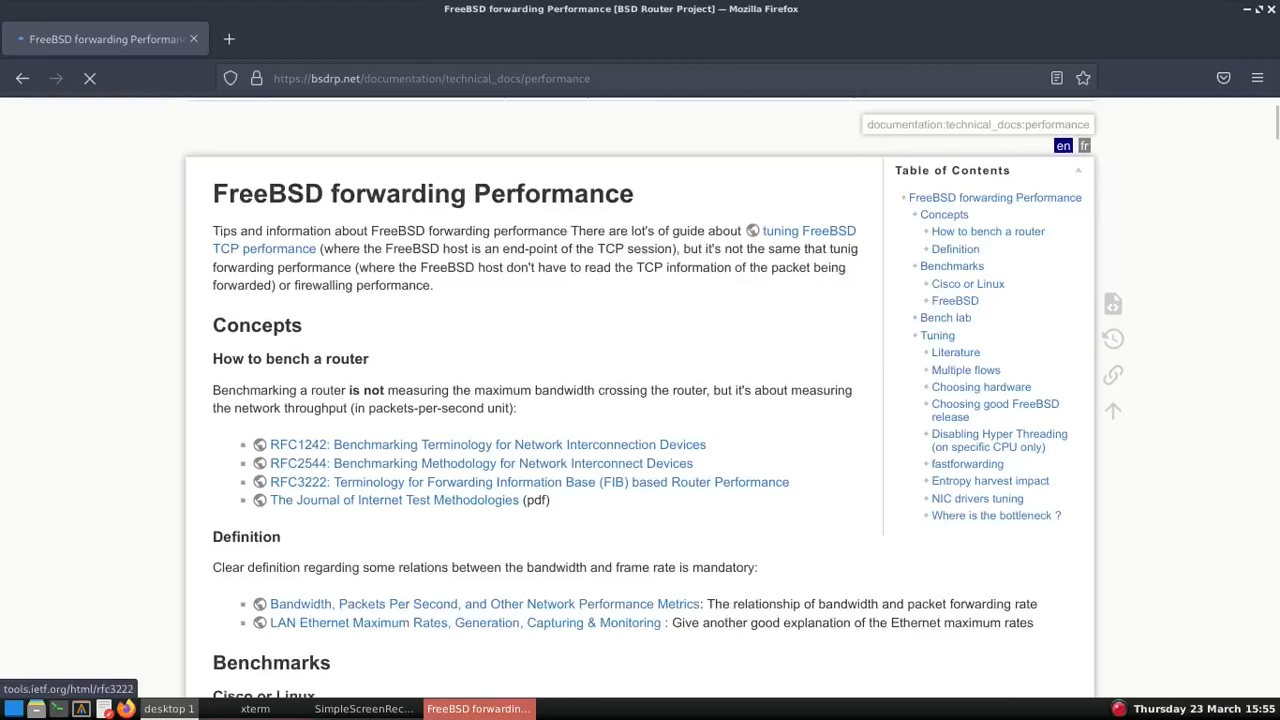 FreeBSD forwarding Performance [BSD Router Project] — Mozilla Firefox
FreeBSD forwarding Performan
https://bsdrp.net/documentation/technical_docs/performance
documentation:technical_docs:performance
en fr
FreeBSD forwarding Performance
Tips and information about FreeBSD forwarding performance There are lot's of guide about tuning FreeBSD
TCP performance (where the FreeBSD host is an end-point of the TCP session), but it's not the same that tunig
forwarding performance (where the FreeBSD host don't have to read the TCP information of the packet being
forwarded) or firewalling performance.
Concepts
How to bench a router
Benchmarking a router is not measuring the maximum bandwidth crossing the router, but it's about measuring
the network throughput (in packets-per-second unit):
RFC1242: Benchmarking Terminology for Network Interconnection Devices
RFC2544: Benchmarking Methodology for Network Interconnect Devices
RFC3222: Terminology for Forwarding Information Base (FIB) based Router Performance
The Journal of Internet Test Methodologies (pdf)
Definition
Clear definition regarding some relations between the bandwidth and frame rate is mandatory:
Bandwidth, Packets Per Second, and Other Network Performance Metrics: The relationship of bandwidth and packet forwarding rate
LAN Ethernet Maximum Rates, Generation, Capturing & Monitoring : Give another good explanation of the Ethernet maximum rates
Benchmarks
Cisco or Linux
Table of Contents
FreeBSD forwarding Performance
Concepts
How to bench a router
Definition
Benchmarks
Cisco or Linux
FreeBSD
Bench lab
Tuning
Literature
Multiple flows
Choosing hardware
Choosing good FreeBSD
release
Disabling Hyper Threading
(on specific CPU only)
fastforwarding
Entropy harvest impact
NIC drivers tuning
Where is the bottleneck ?
tools.ietf.org/html/rfc3222
desktop 1
xterm
SimpleScreenRec...
FreeBSD forwardin...
Thursday 23 March 15:55